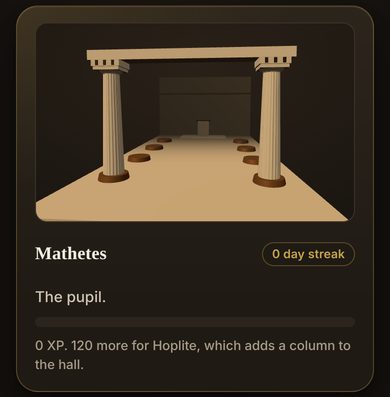 Mathetes
0 day streak
The pupil.
0 XP. 120 more for Hoplite, which adds a column to
the hall.